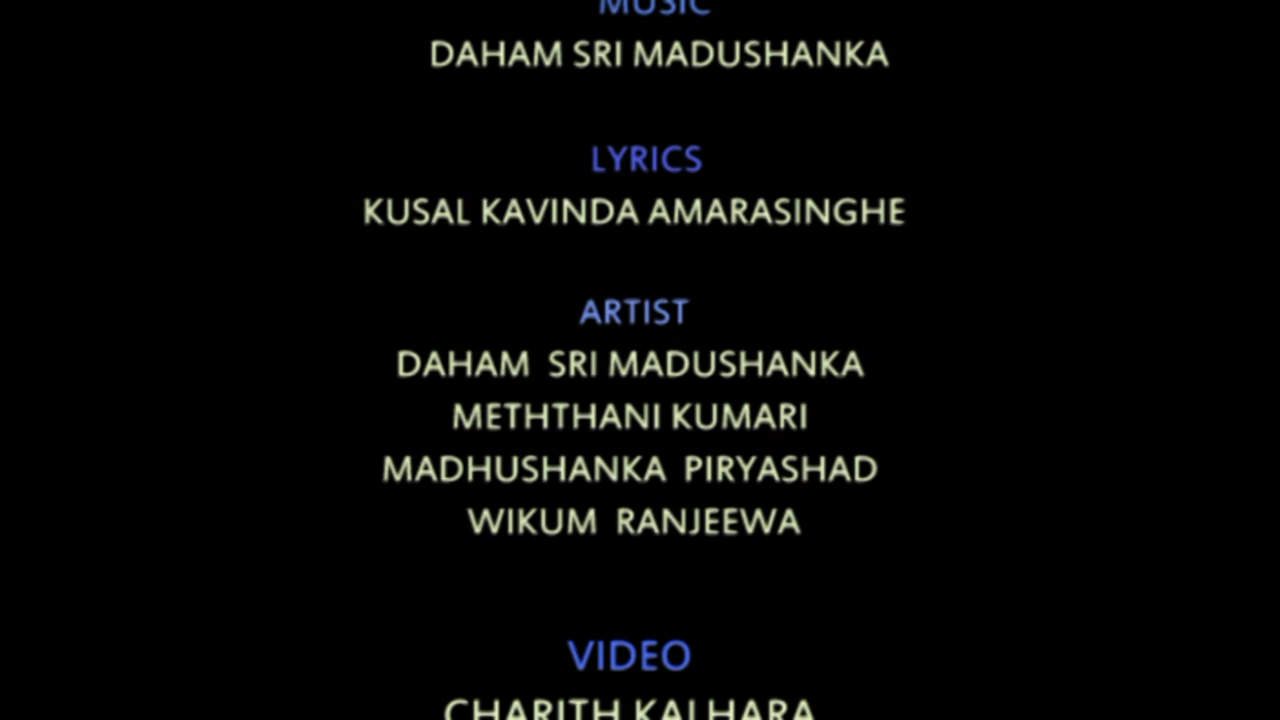 MUSIC
DAHAM SRI MADUSHANKA
LYRICS
KUSAL KAVINDA AMARASINGHE
ARTIST
DAHAM SRI MADUSHANKA
METHTHANI KUMARI
MADHUSHANKA PIRYASHAD
WIKUM RANJEEWA
VIDEO
CHARITH KALHARA